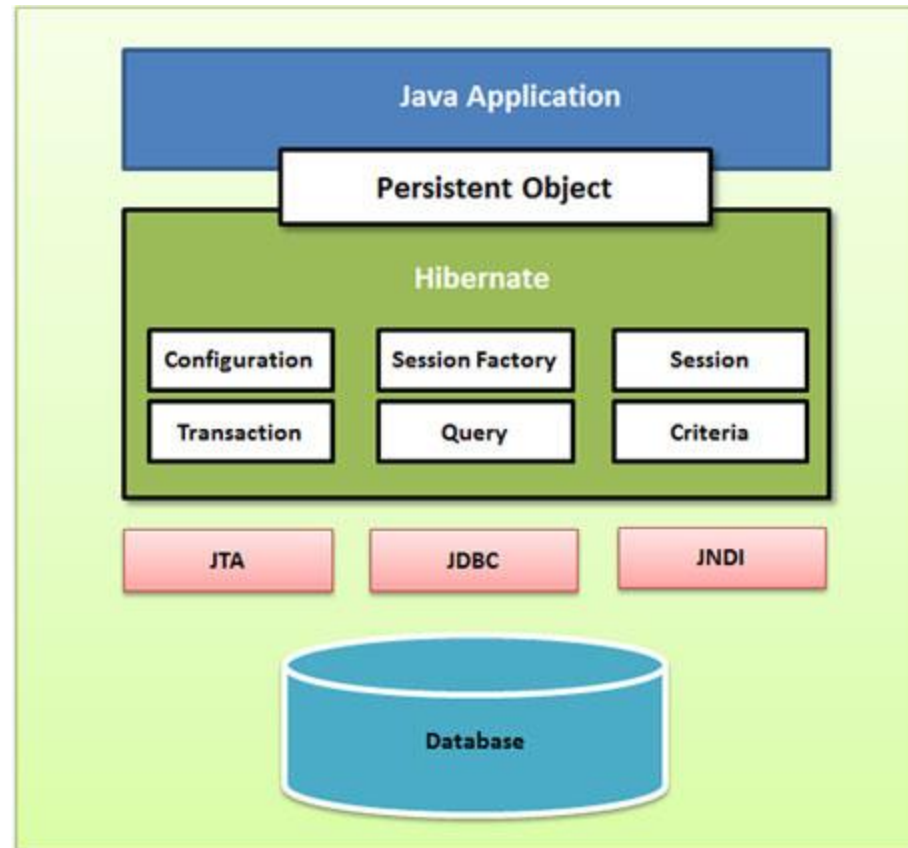 Java Application
Persistent Object
Hibernate
Configuration
Session Factory
Session
Transaction
Query
Criteria
JTA
JDBC
JNDI
Database